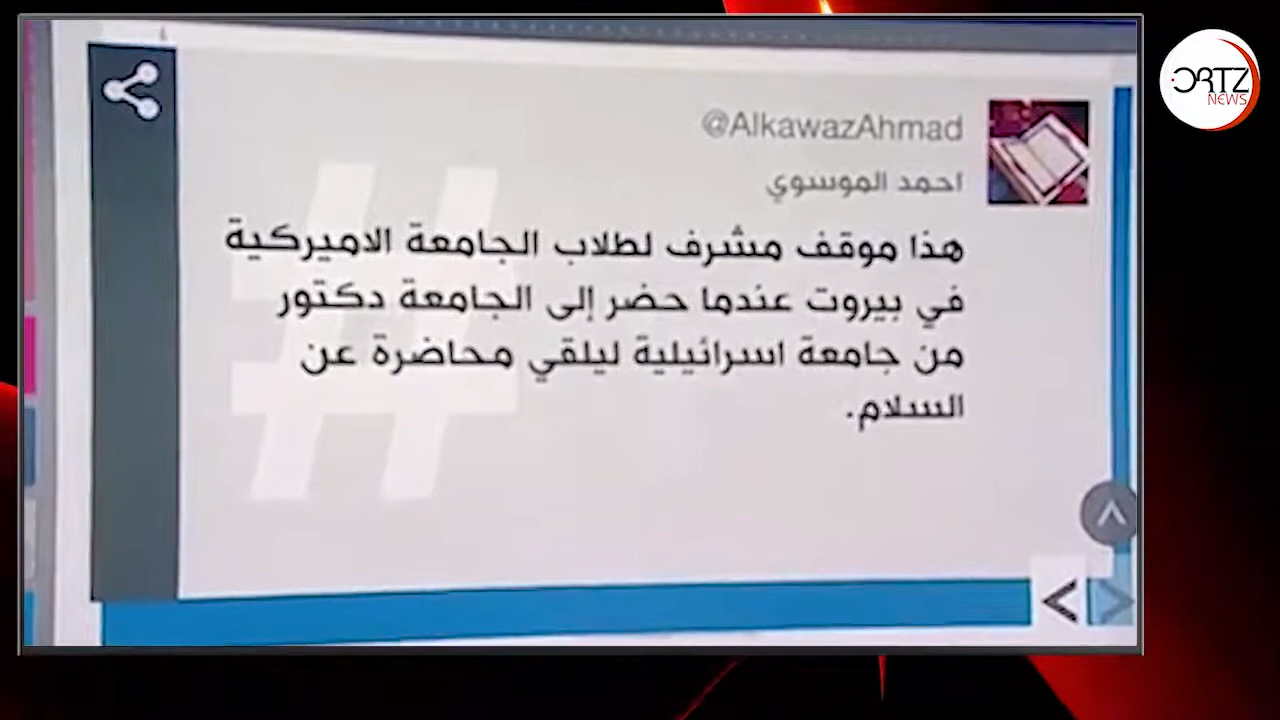 @AlkawazAhmad
احمد الموسوي
هذا موقف مشرف لطلاب الجامعة الاميركية
في بيروت عندما حضر إلى الجامعة دكتور
من جامعة اسرائيلية ليلقي محاضرة عن
السلام.
ORTZ
NEWS